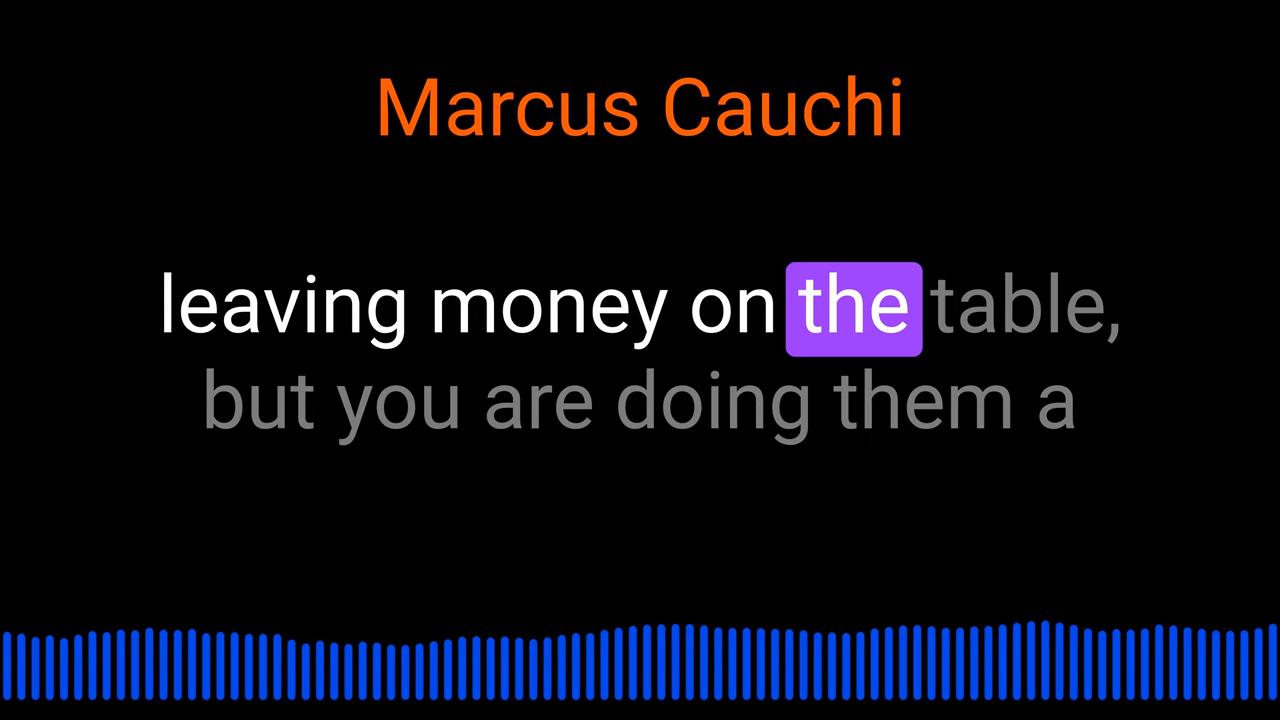 Marcus Cauchi
leaving money on the table,
but you are doing them a